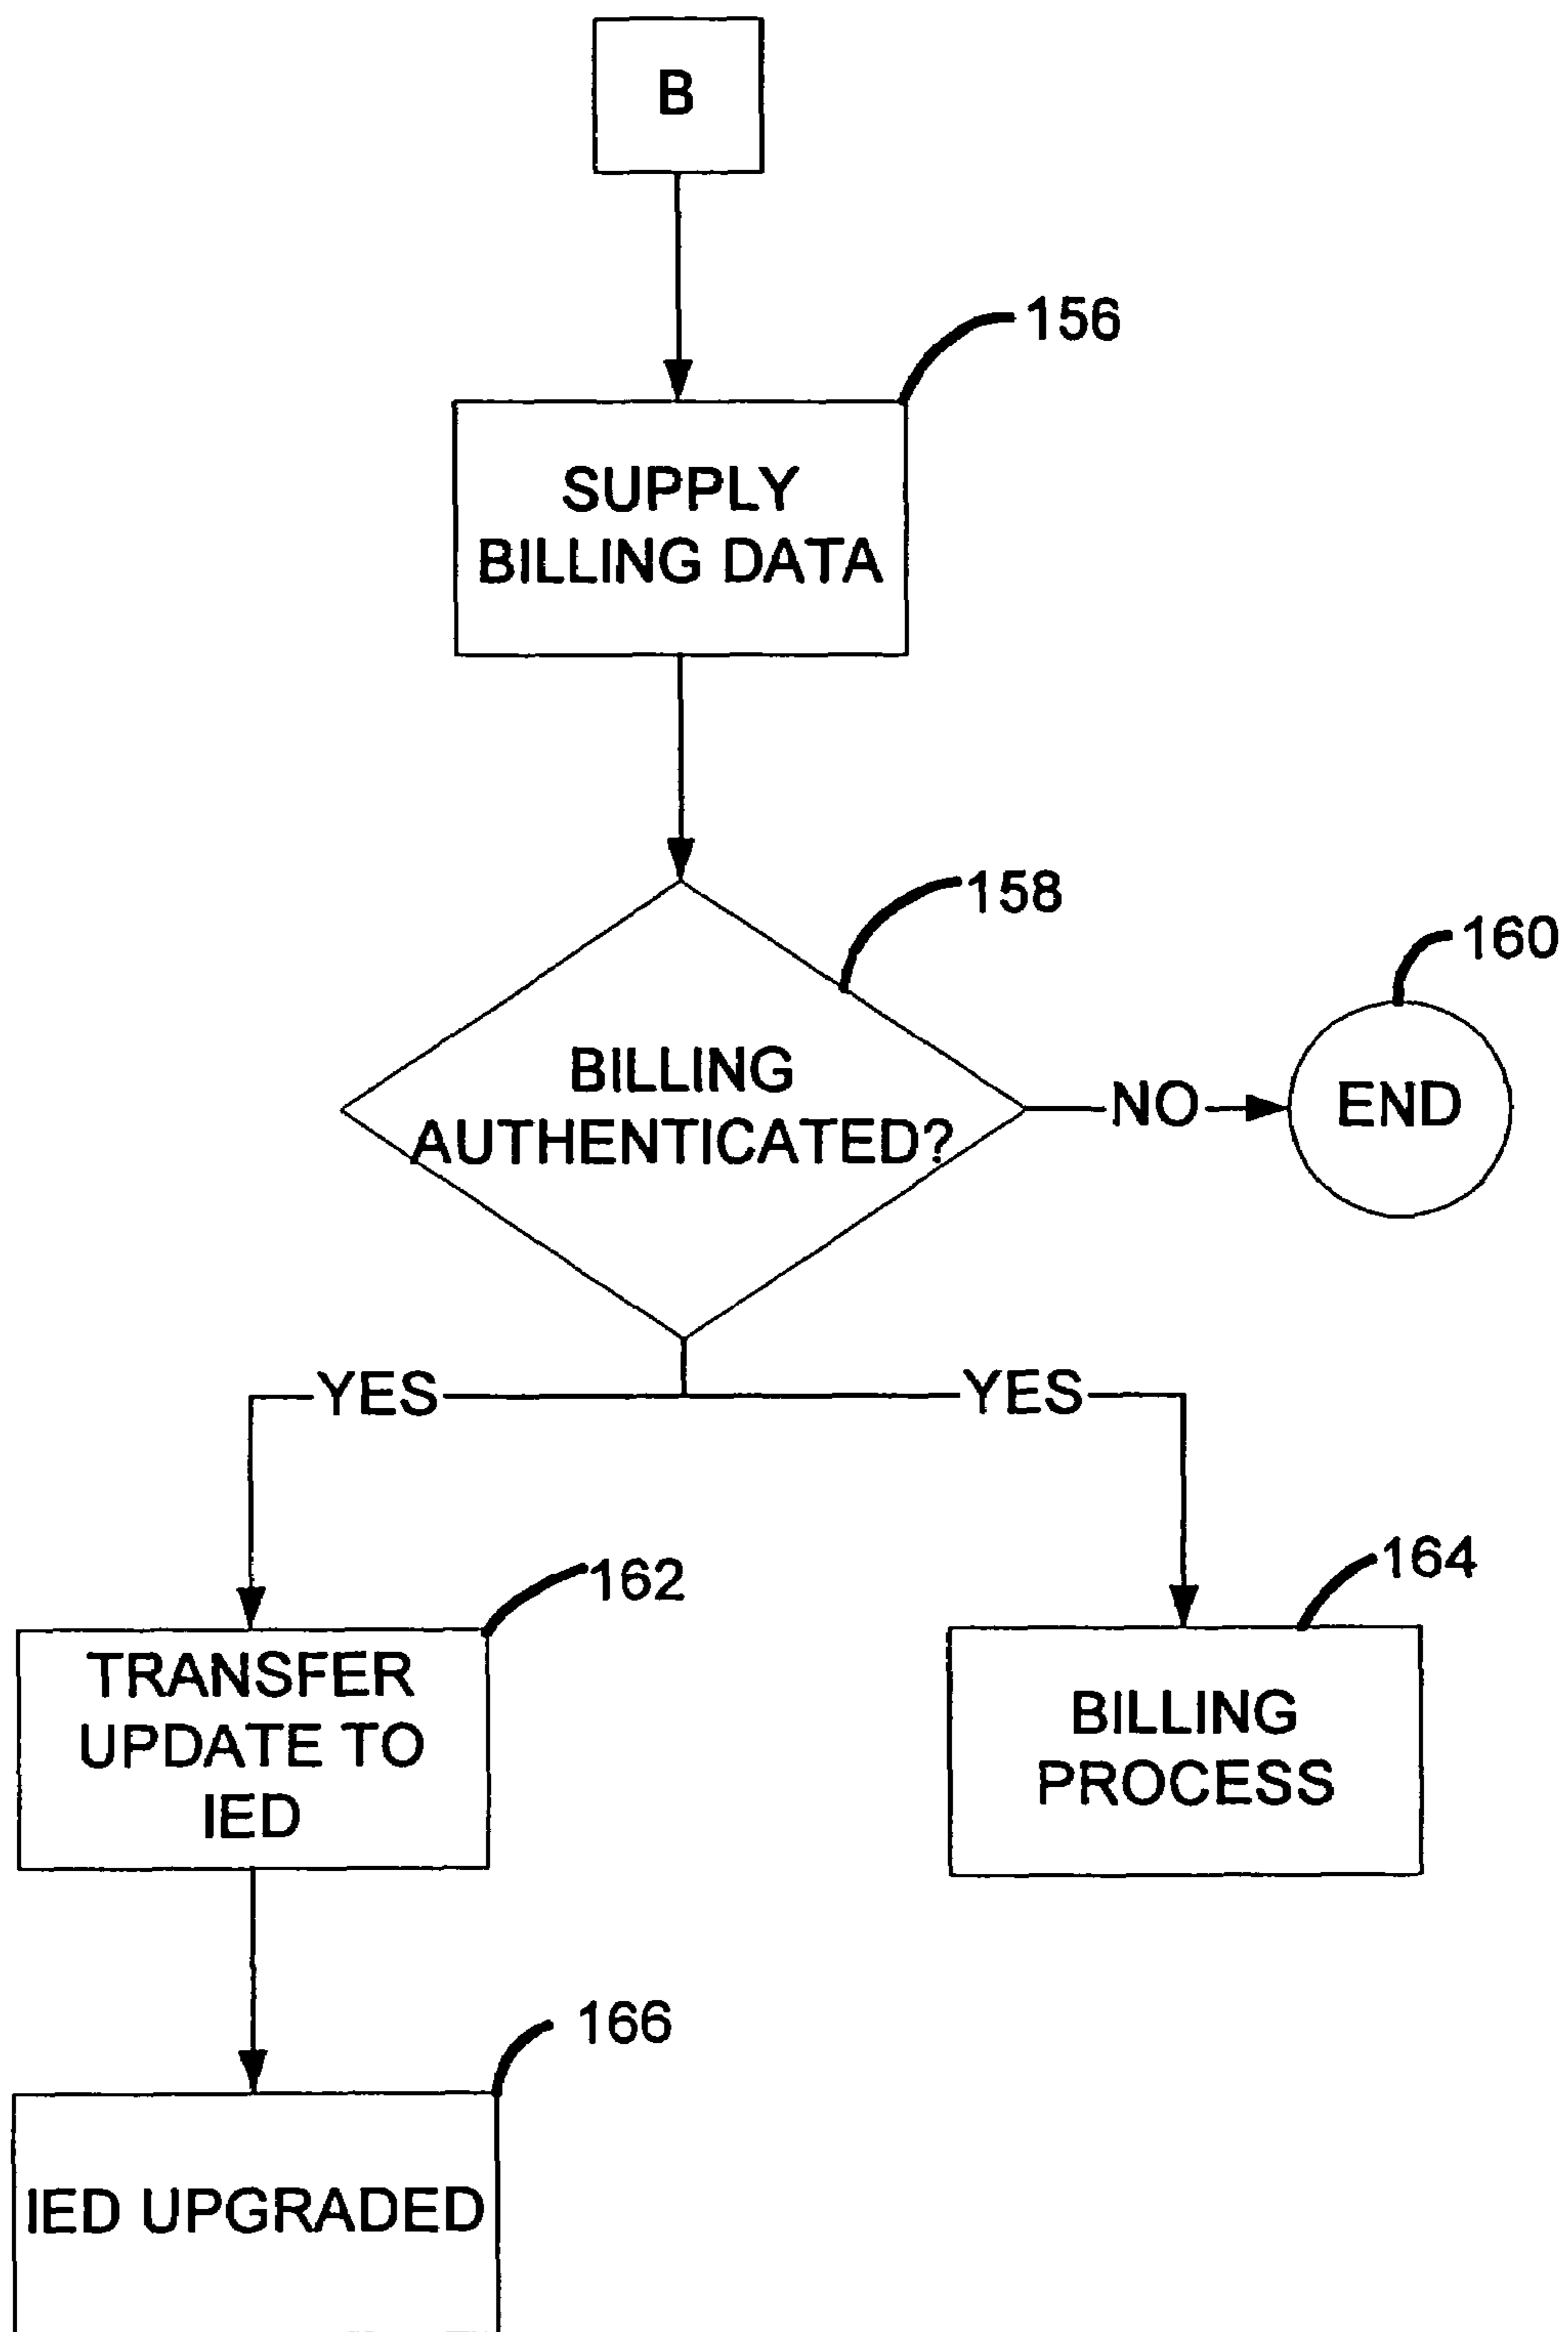 B
156
SUPPLY
BILLING DATA
158
160
BILLING
AUTHENTICATED?
NO
END
YES
YES
162
164
TRANSFER
UPDATE TO
IED
BILLING
PROCESS
166
IED UPGRADED